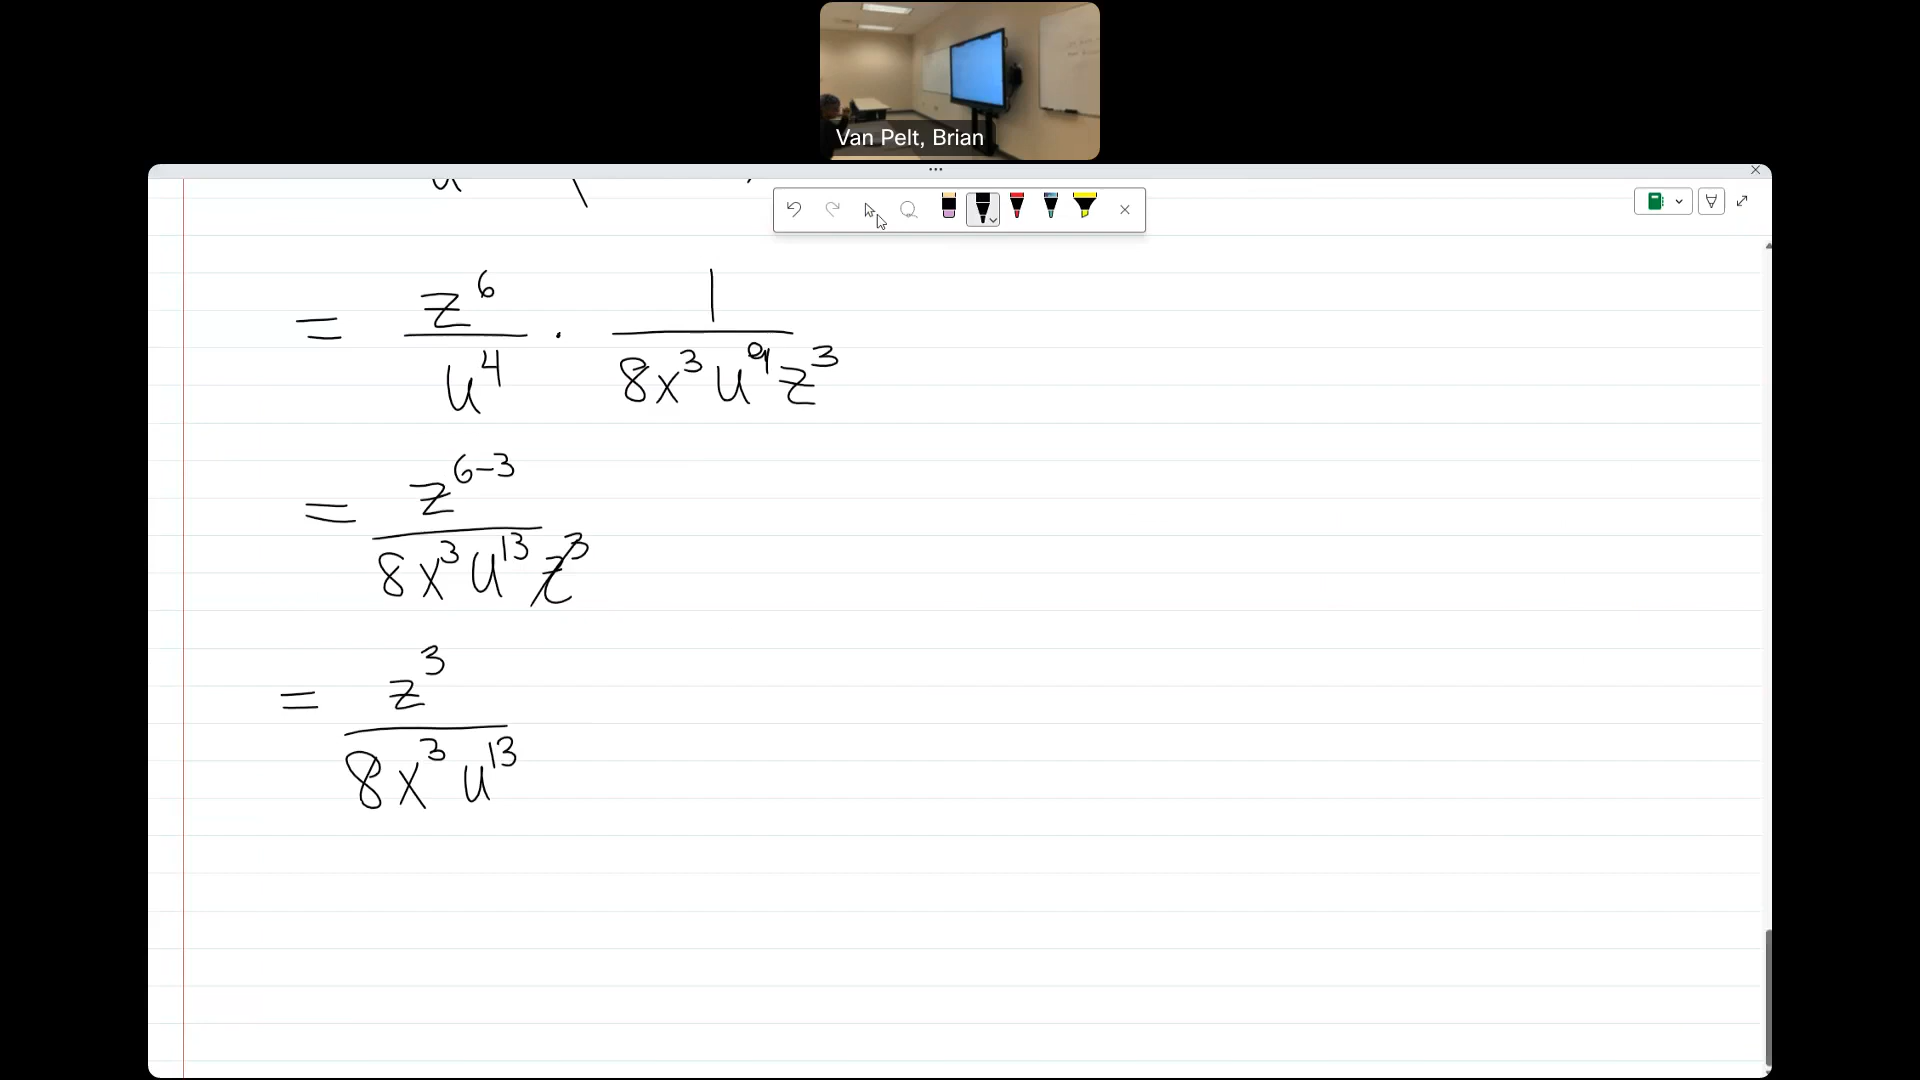 Van Pelt, Brian
= z^6/u^4 · 1/(8x^3 u^9 z^3)
= z^(6-3)/(8x^3 u^13 z^3)
= z^3/(8x^3 u^13)